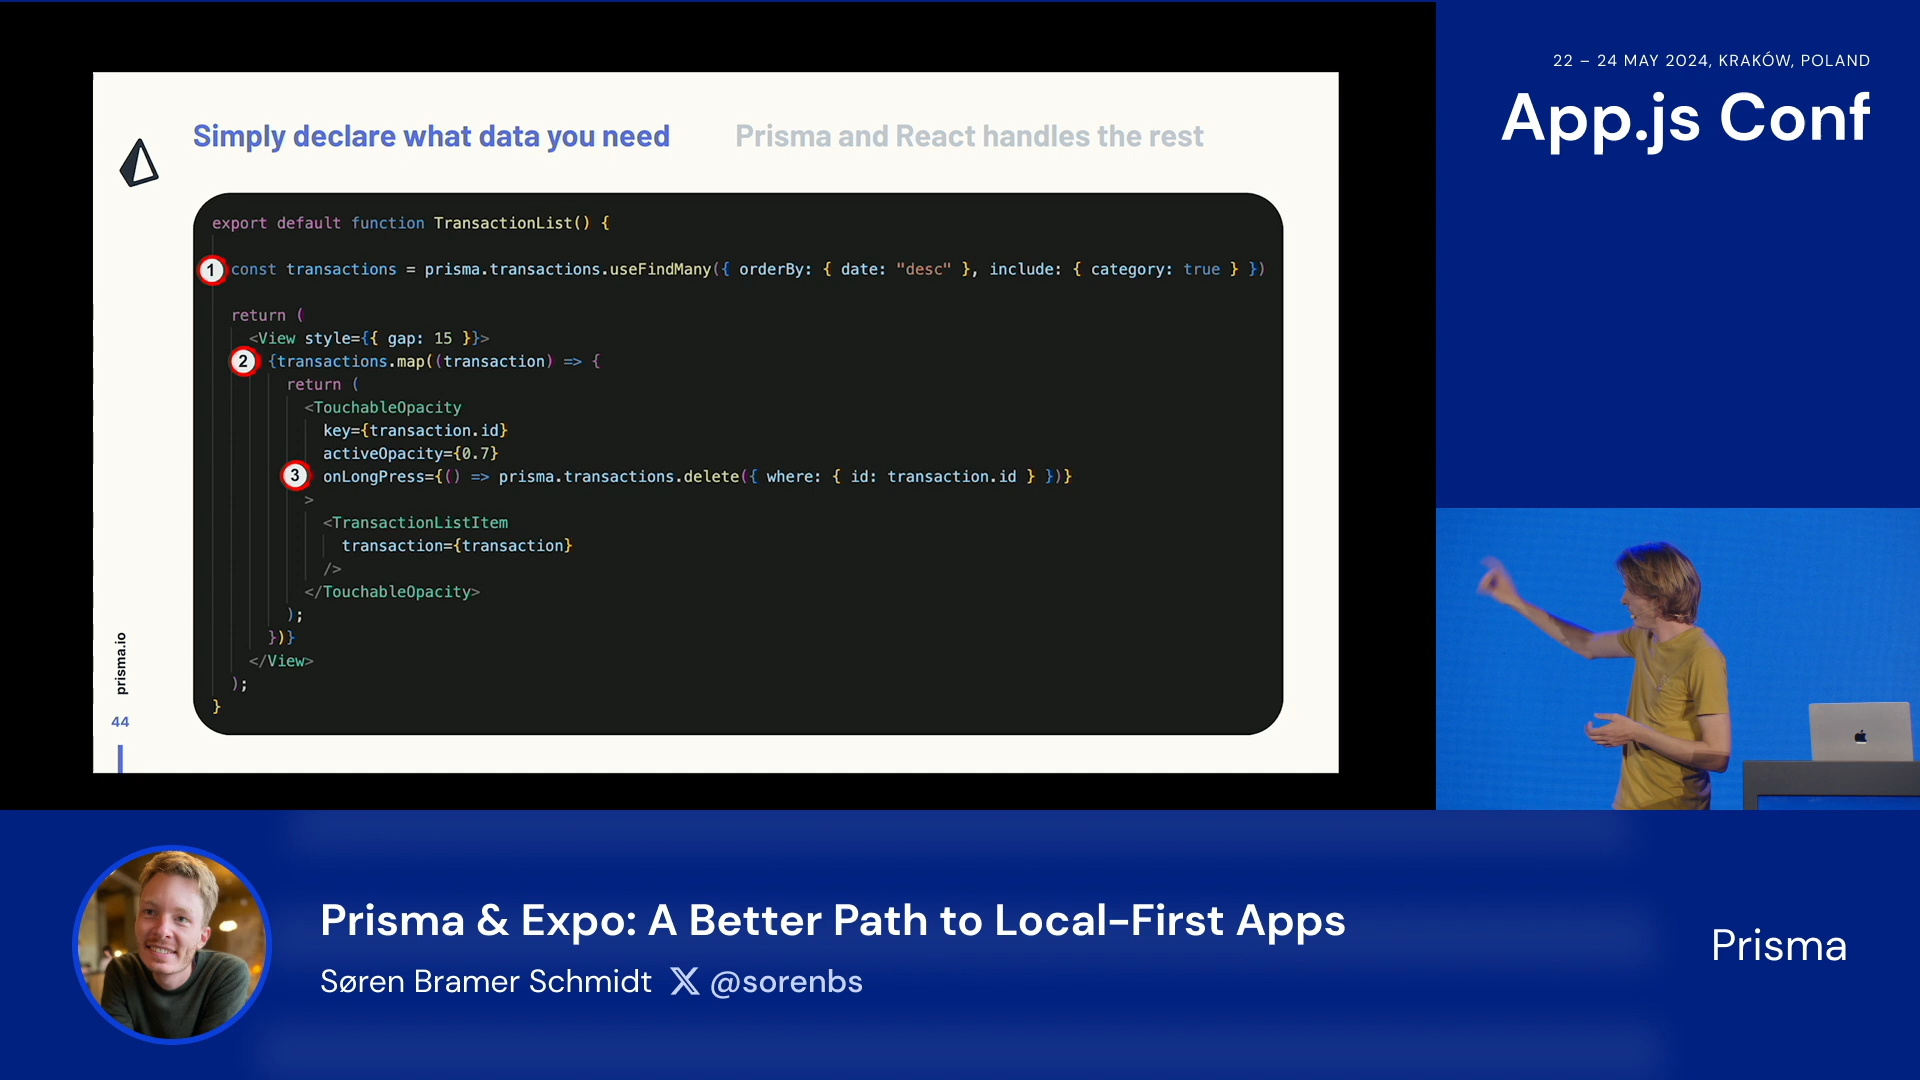 22 – 24 MAY 2024, KRAKÓW, POLAND
App.js Conf
Simply declare what data you need
Prisma and React handles the rest
export default function TransactionList() {
1 const transactions = prisma.transactions.useFindMany({ orderBy: { date: "desc" }, include: { category: true } })
return (
<View style={{ gap: 15 }}>
2 {transactions.map((transaction) => {
return (
<TouchableOpacity
key={transaction.id}
activeOpacity={0.7}
3 onLongPress={() => prisma.transactions.delete({ where: { id: transaction.id } })}
>
<TransactionListItem
transaction={transaction}
/>
</TouchableOpacity>
);
})}
</View>
);
}
prisma.io
44
Prisma & Expo: A Better Path to Local-First Apps
Søren Bramer Schmidt X @sorenbs
Prisma